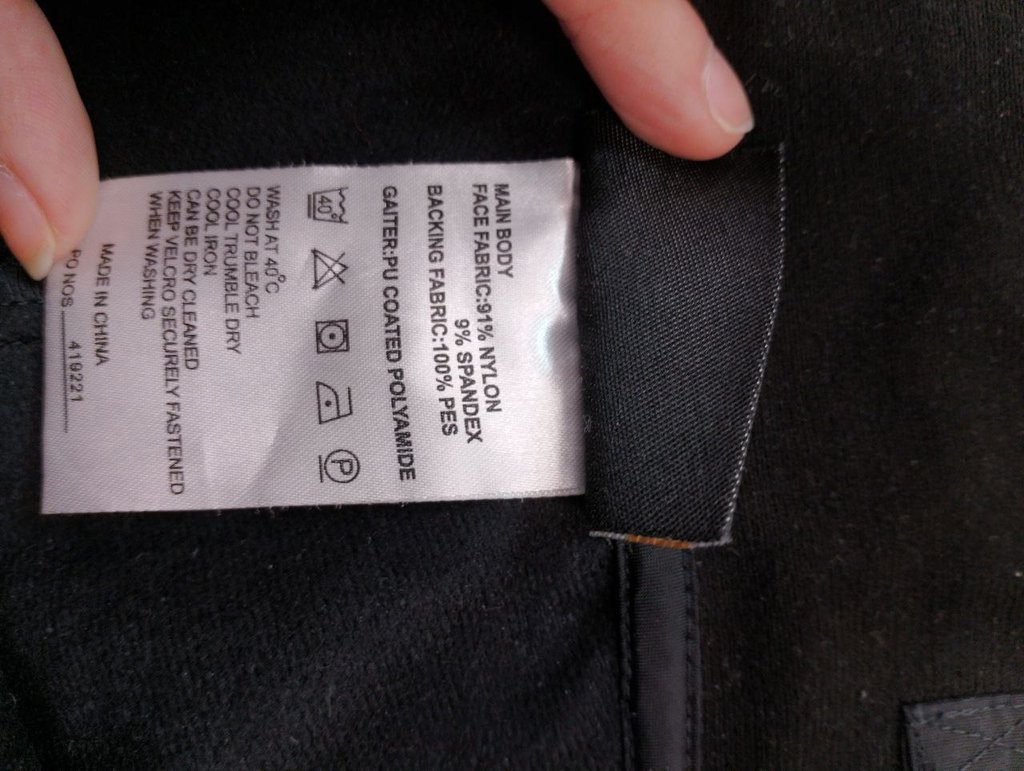 MAIN BODY
FACE FABRIC:91% NYLON
9% SPANDEX
BACKING FABRIC:100% PES
GAITER:PU COATED POLYAMIDE
40° P
WASH AT 40°C
DO NOT BLEACH
COOL TRUMBLE DRY
COOL IRON
CAN BE DRY CLEANED
KEEP VELCRO SECURELY FASTENED
WHEN WASHING
MADE IN CHINA
PO NOS 419221